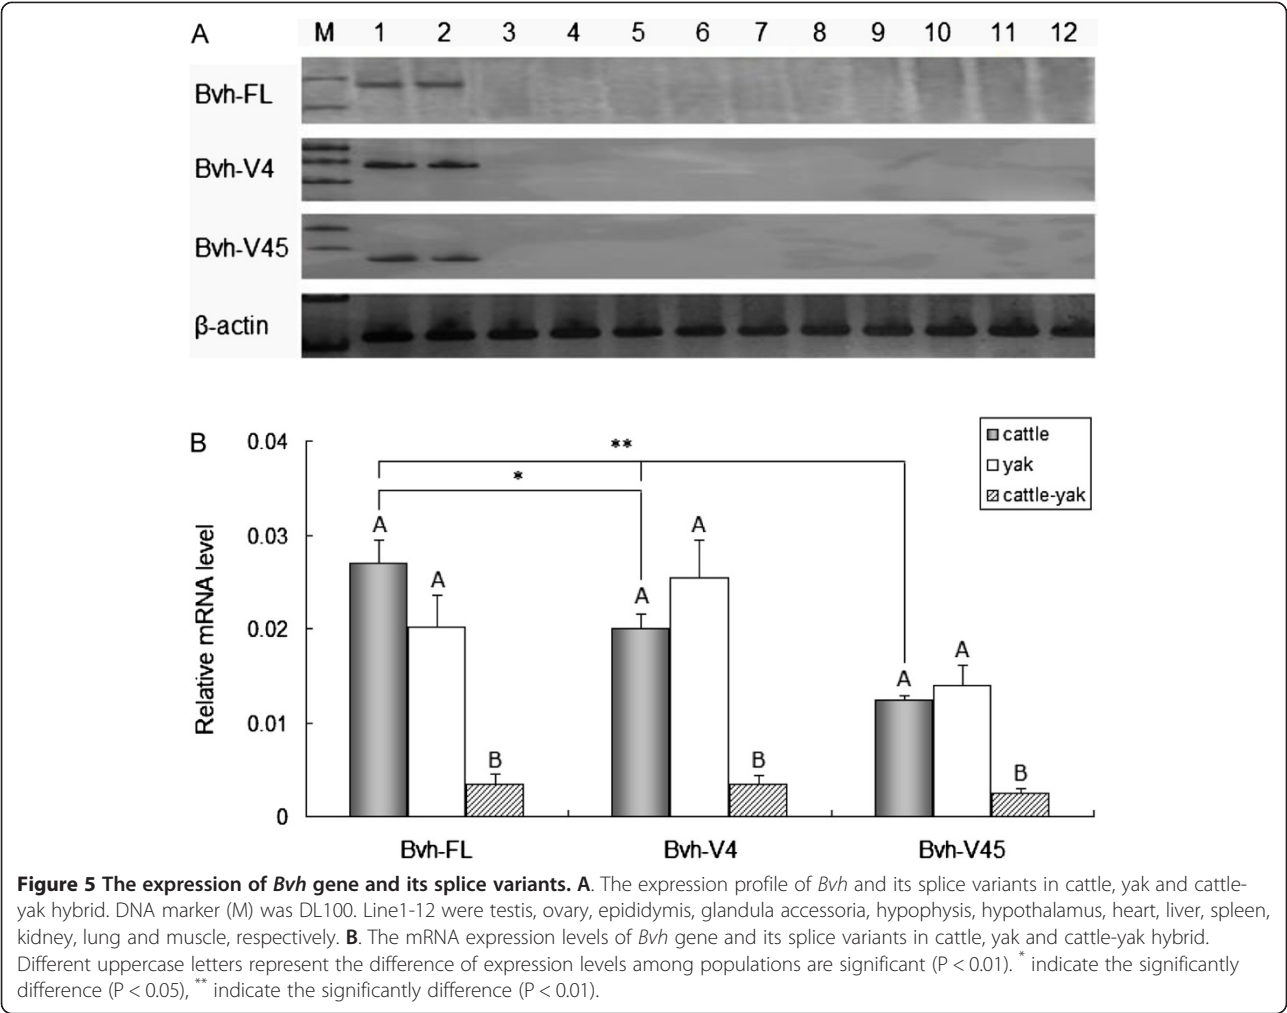 A
M 1 2 3 4 5 6 7 8 9 10 11 12
Bvh-FL
Bvh-V4
Bvh-V45
β-actin
B
0.04
0.03
0.02
0.01
0
Relative mRNA level
**
*
A
A
B
A
A
B
A
A
B
cattle
yak
cattle-yak
Bvh-FL Bvh-V4 Bvh-V45
Figure 5 The expression of Bvh gene and its splice variants. A. The expression profile of Bvh and its splice variants in cattle, yak and cattle-
yak hybrid. DNA marker (M) was DL100. Line1-12 were testis, ovary, epididymis, glandula accessoria, hypophysis, hypothalamus, heart, liver, spleen,
kidney, lung and muscle, respectively. B. The mRNA expression levels of Bvh gene and its splice variants in cattle, yak and cattle-yak hybrid.
Different uppercase letters represent the difference of expression levels among populations are significant (P < 0.01). * indicate the significantly
difference (P < 0.05), ** indicate the significantly difference (P < 0.01).